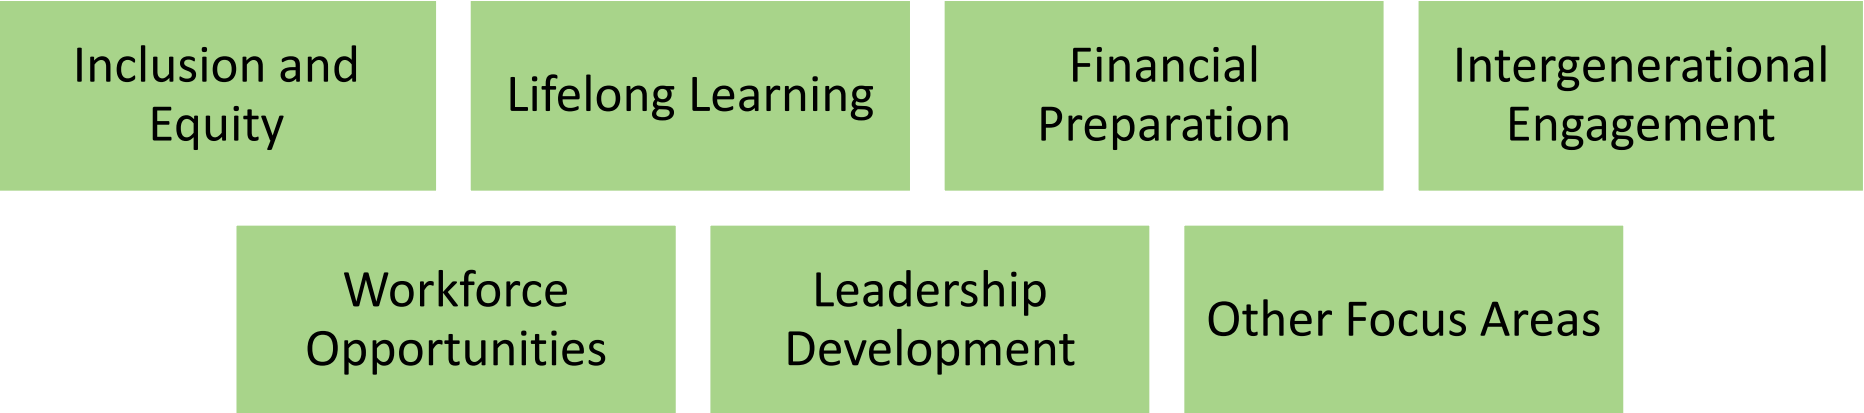 Inclusion and
Equity
Lifelong Learning
Financial
Preparation
Intergenerational
Engagement
Workforce
Opportunities
Leadership
Development
Other Focus Areas